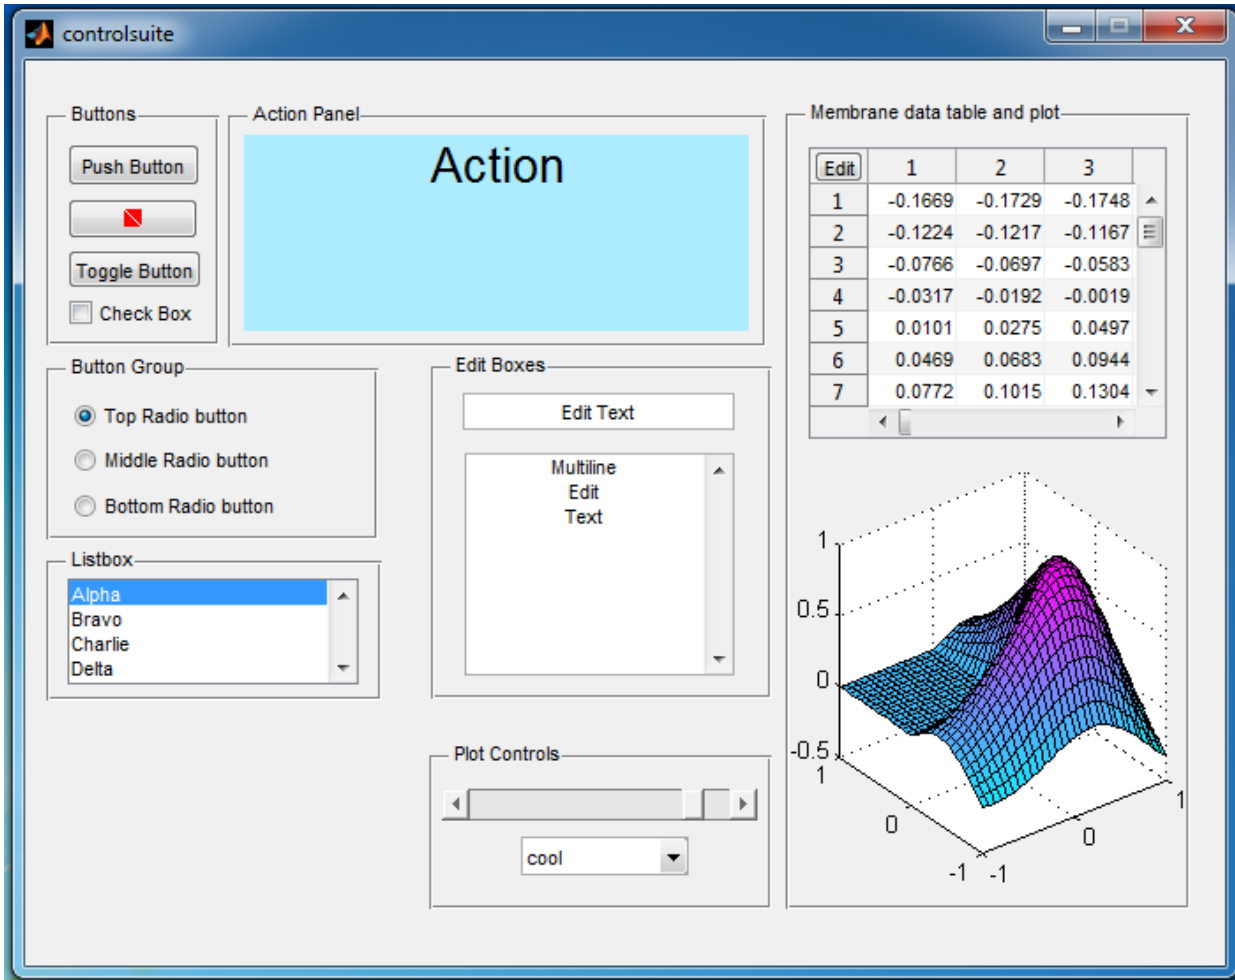 controlsuite
Buttons
Push Button
Toggle Button
Check Box
Action Panel
Action
Button Group
Top Radio button
Middle Radio button
Bottom Radio button
Listbox
Alpha
Bravo
Charlie
Delta
Edit Boxes
Edit Text
Multiline
Edit
Text
Plot Controls
cool
Membrane data table and plot
Edit 1 2 3
1 -0.1669 -0.1729 -0.1748
2 -0.1224 -0.1217 -0.1167
3 -0.0766 -0.0697 -0.0583
4 -0.0317 -0.0192 -0.0019
5 0.0101 0.0275 0.0497
6 0.0469 0.0683 0.0944
7 0.0772 0.1015 0.1304
1
0.5
0
-0.5
1
0
-1
-1
0
1